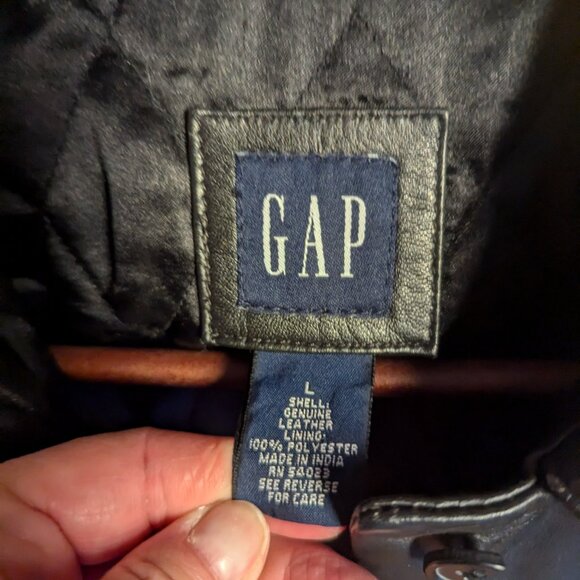 GAP
L
SHELL:
GENUINE
LEATHER
LINING:
100% POLYESTER
MADE IN INDIA
RN 54023
SEE REVERSE
FOR CARE